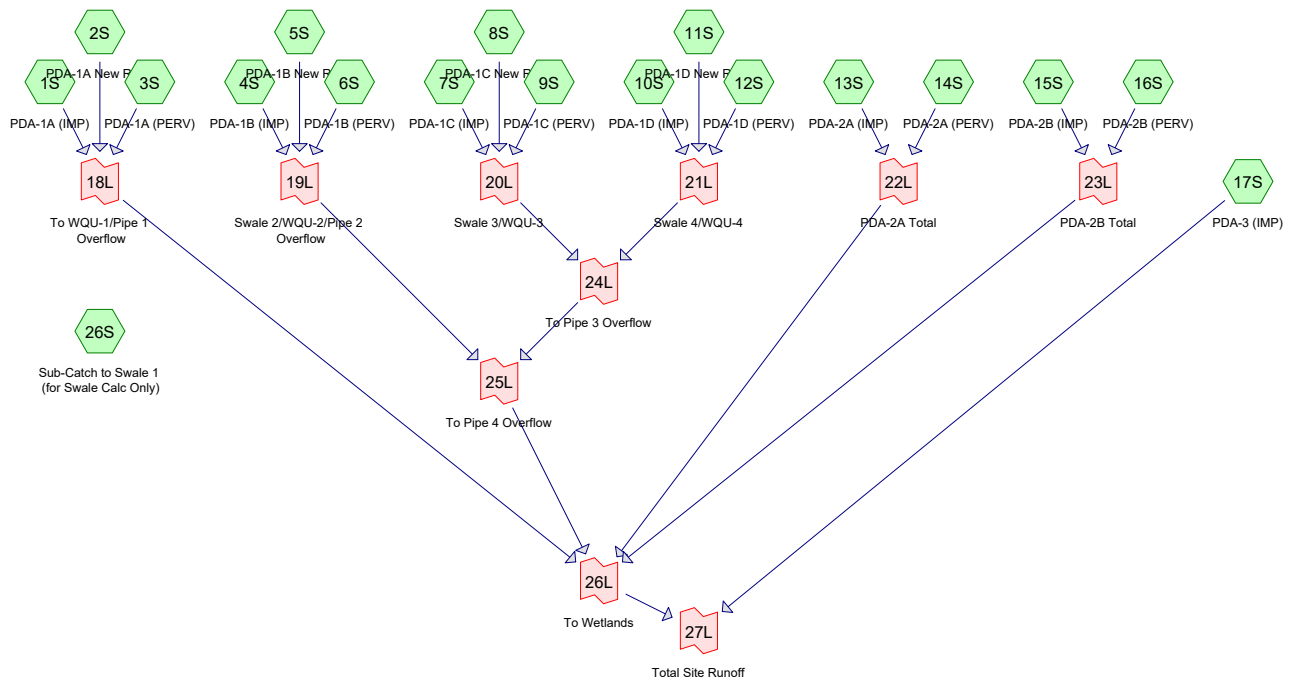 2S
5S
8S
11S
PDA-1A New R
PDA-1B New R
PDA-1C New R
PDA-1D New R
1S
3S
4S
6S
7S
9S
10S
12S
13S
14S
15S
16S
PDA-1A (IMP)
PDA-1A (PERV)
PDA-1B (IMP)
PDA-1B (PERV)
PDA-1C (IMP)
PDA-1C (PERV)
PDA-1D (IMP)
PDA-1D (PERV)
PDA-2A (IMP)
PDA-2A (PERV)
PDA-2B (IMP)
PDA-2B (PERV)
18L
19L
20L
21L
22L
23L
17S
To WQU-1/Pipe 1
Overflow
Swale 2/WQU-2/Pipe 2
Overflow
Swale 3/WQU-3
Swale 4/WQU-4
PDA-2A Total
PDA-2B Total
PDA-3 (IMP)
24L
To Pipe 3 Overflow
26S
Sub-Catch to Swale 1
(for Swale Calc Only)
25L
To Pipe 4 Overflow
26L
To Wetlands
27L
Total Site Runoff